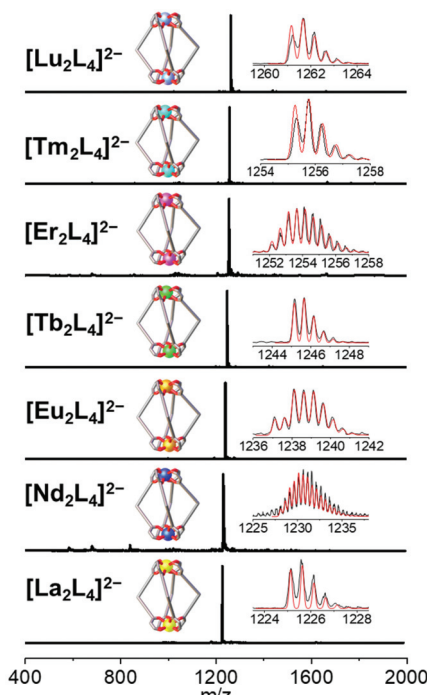 [Lu₂L₄]²⁻
1260 1262 1264
[Tm₂L₄]²⁻
1254 1256 1258
[Er₂L₄]²⁻
1252 1254 1256 1258
[Tb₂L₄]²⁻
1244 1246 1248
[Eu₂L₄]²⁻
1236 1238 1240 1242
[Nd₂L₄]²⁻
1225 1230 1235
[La₂L₄]²⁻
1224 1226 1228
400 800 1200 1600 2000
m/z